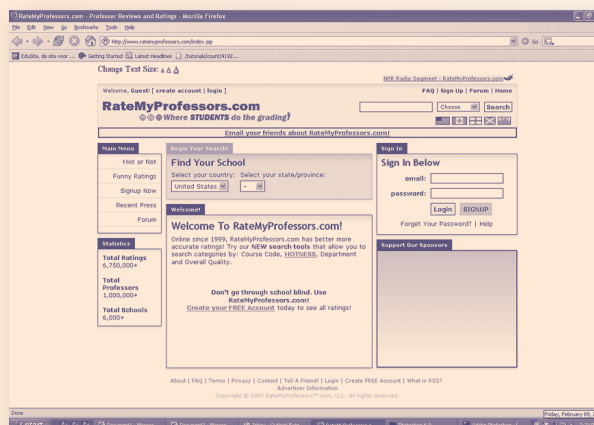 RateMyProfessors.com - Professor Reviews and Ratings - Mozilla Firefox
File Edit View Go Bookmarks Tools Help
http://www.ratemyprofessors.com/index.jsp
Go
EduSite, de site voor ... Getting Started Latest Headlines /tutorials/count/4192...
Change Text Size: A A A
NPR Radio Segment - RateMyProfessors.com
Welcome, Guest! [ create account | login ]
FAQ | Sign Up | Forum | Home
RateMyProfessors.com
Where STUDENTS do the grading!
Choose
Search
Email your friends about RateMyProfessors.com!
Main Menu
Hot or Not
Funny Ratings
Signup Now
Recent Press
Forum
Statistics
Total Ratings
6,750,000+
Total
Professors
1,000,000+
Total Schools
6,000+
Begin Your Search!
Find Your School
Select your country: Select your state/province:
United States
-
Welcome!
Welcome To RateMyProfessors.com!
Online since 1999, RateMyProfessors.com has better more
accurate ratings! Try our NEW search tools that allow you to
search categories by: Course Code, HOTNESS, Department
and Overall Quality.
Don't go through school blind. Use
RateMyProfessors.com!
Create your FREE Account today to see all ratings!
Sign In
Sign In Below
email:
password:
Login SIGNUP
Forget Your Password? | Help
Support Our Sponsors
About | FAQ | Terms | Privacy | Contact | Tell A Friend! | Login | Create FREE Account | What is RSS?
Advertiser Information
Copyright © 2007 RateMyProfessors™.com, LLC. All rights reserved.
Done
Friday, February 09,
start